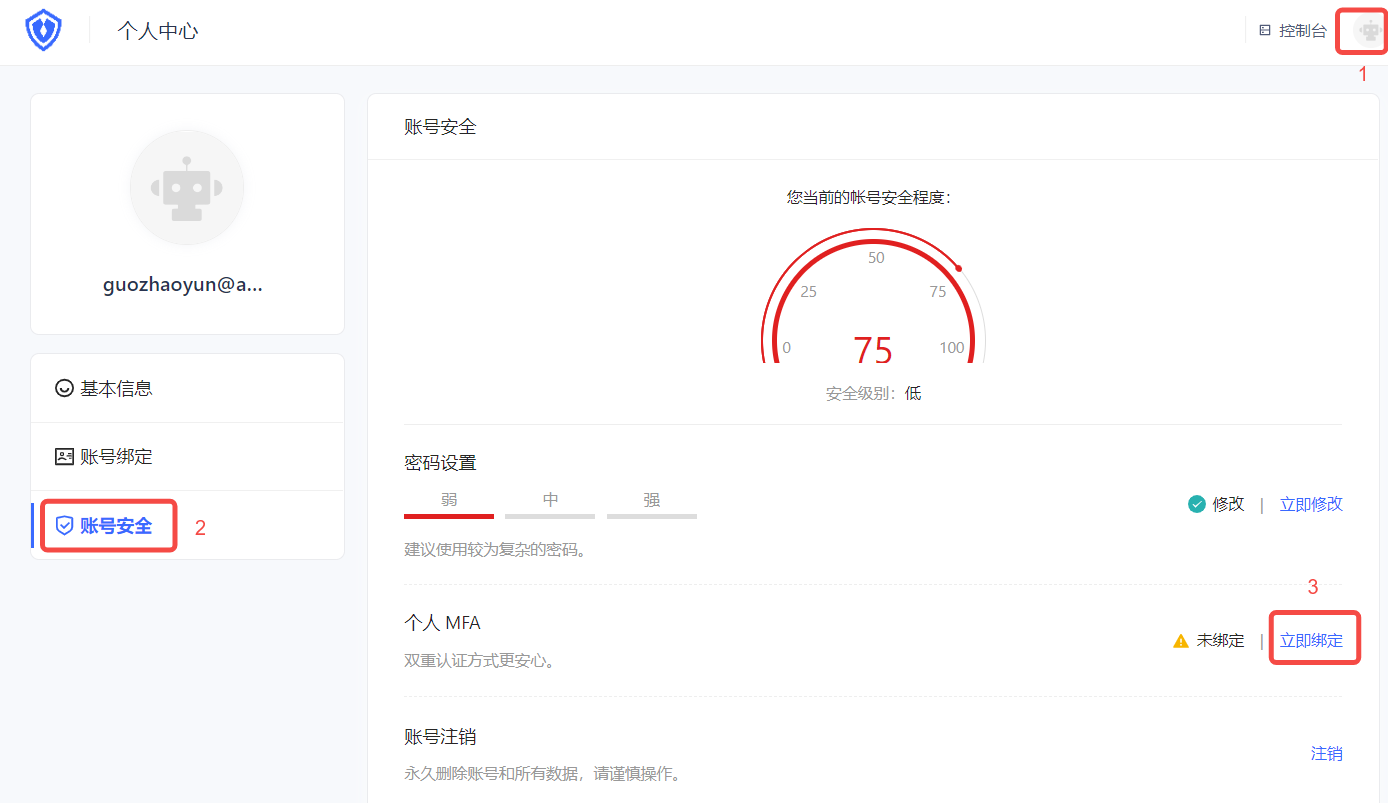 个人中心
控制台
1
guozhaoyun@a...
基本信息
账号绑定
账号安全
2
账号安全
您当前的帐号安全程度：
50
25
75
0
75
100
安全级别： 低
密码设置
弱 中 强
修改 | 立即修改
建议使用较为复杂的密码。
3
个人 MFA
未绑定 | 立即绑定
双重认证方式更安心。
账号注销
注销
永久删除账号和所有数据，请谨慎操作。